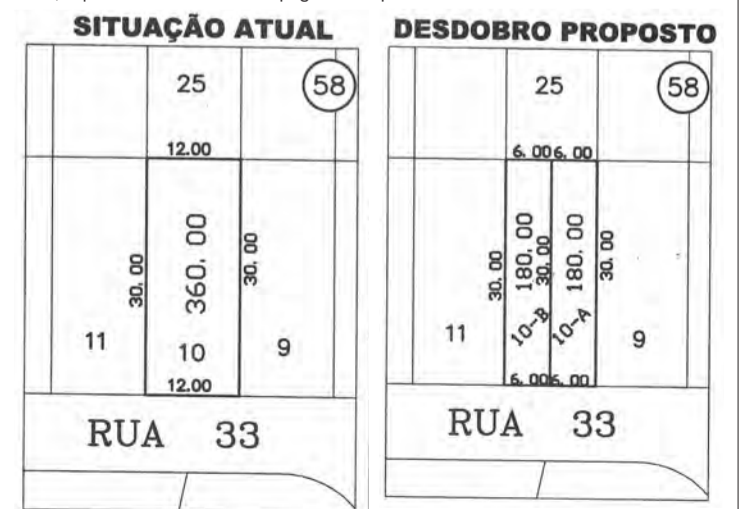 SITUAÇÃO ATUAL
25
58
12.00
30. 00
360. 00
30. 00
11
10
9
12.00
RUA 33
DESDOBRO PROPOSTO
25
58
6. 00 6. 00
30. 00
180. 00
30. 00
180. 00
30. 00
11
10-B
10-A
9
6. 00 6. 00
RUA 33